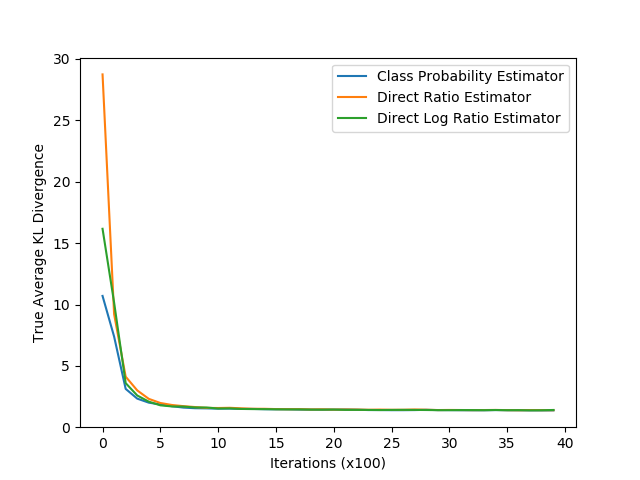 30
25
20
15
10
5
0
True Average KL Divergence
Class Probability Estimator
Direct Ratio Estimator
Direct Log Ratio Estimator
0 5 10 15 20 25 30 35 40
Iterations (x100)